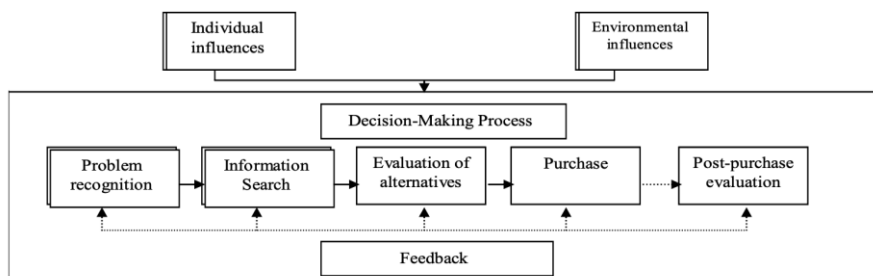 Individual
influences
Environmental
influences
Decision-Making Process
Problem
recognition
Information
Search
Evaluation of
alternatives
Purchase
Post-purchase
evaluation
Feedback